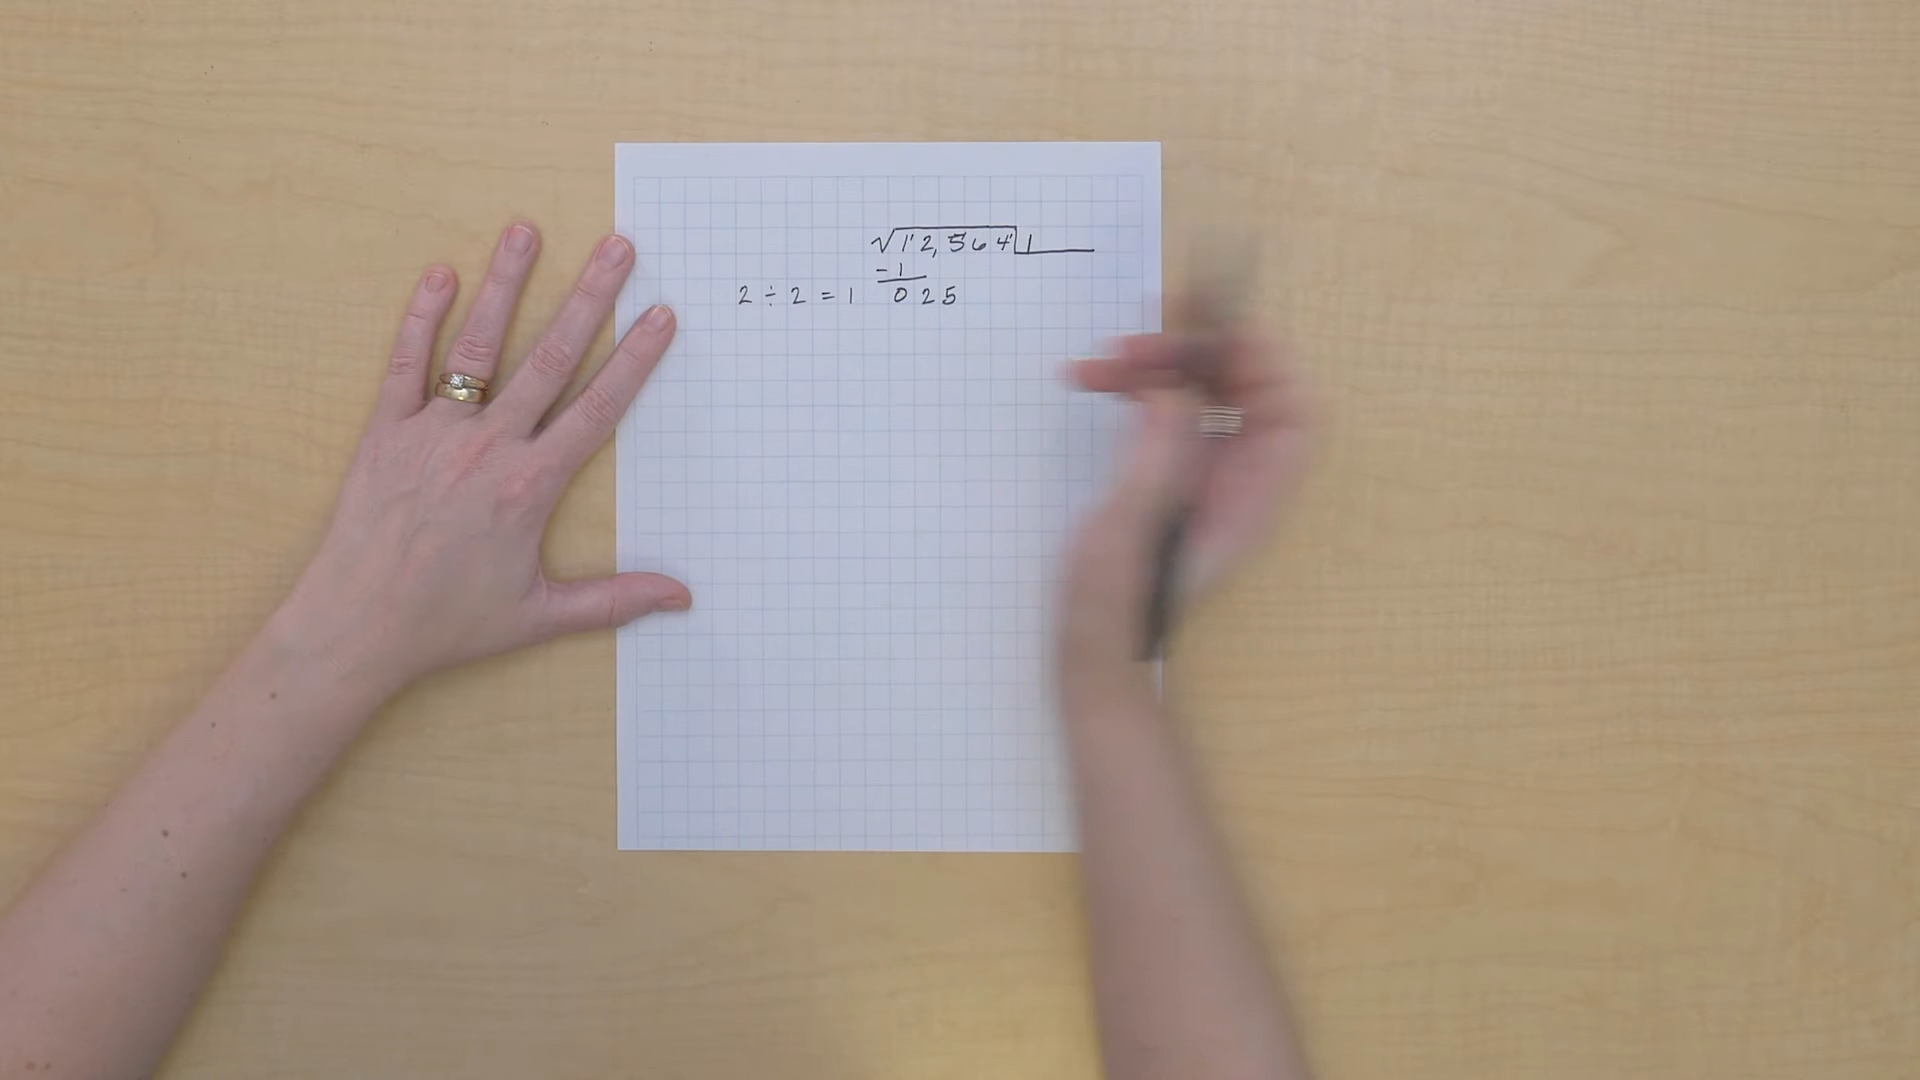 √1'2,564' 1
-1
2 ÷ 2 = 1 025